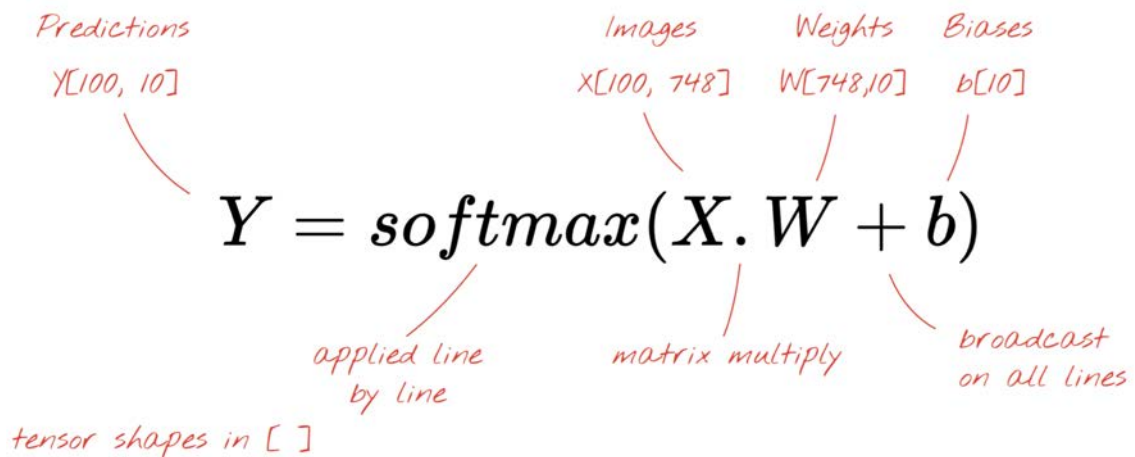 Predictions
Y[100, 10]
Images
X[100, 748]
Weights
W[748,10]
Biases
b[10]
Y = softmax(X.W + b)
applied line
by line
matrix multiply
broadcast
on all lines
tensor shapes in [ ]